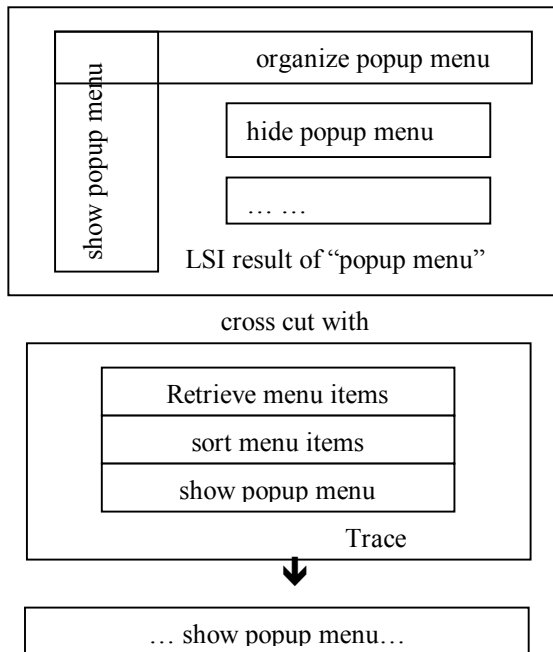 organize popup menu
show popup menu
hide popup menu
… …
LSI result of “popup menu”
cross cut with
Retrieve menu items
sort menu items
show popup menu
Trace
… show popup menu…